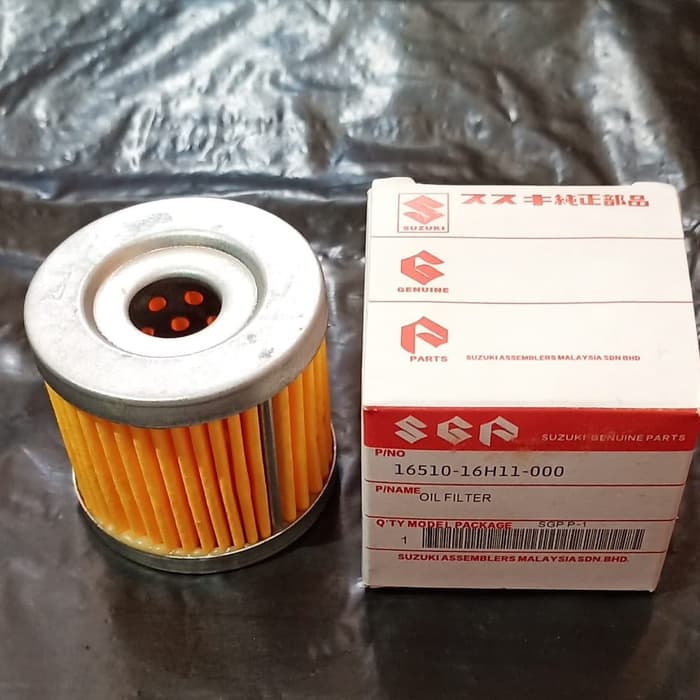 SUZUKI
スズキ純正部品
GENUINE
PARTS
SUZUKI ASSEMBLERS MALAYSIA SDN BHD
SGP SUZUKI GENUINE PARTS
P/NO
16510-16H11-000
P/NAME OIL FILTER
Q'TY MODEL PACKAGE SGP P-1
1
SUZUKI ASSEMBLERS MALAYSIA SDN.BHD.